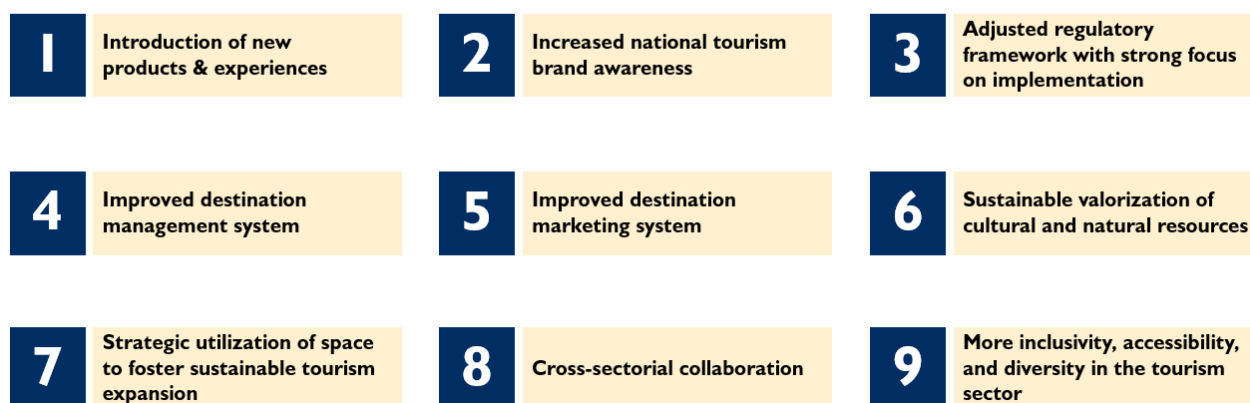 1
Introduction of new
products & experiences
2
Increased national tourism
brand awareness
3
Adjusted regulatory
framework with strong focus
on implementation
4
Improved destination
management system
5
Improved destination
marketing system
6
Sustainable valorization of
cultural and natural resources
7
Strategic utilization of space
to foster sustainable tourism
expansion
8
Cross-sectorial collaboration
9
More inclusivity, accessibility,
and diversity in the tourism
sector